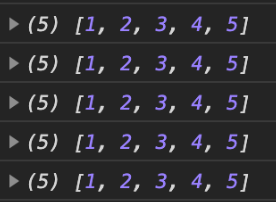 (5) [1, 2, 3, 4, 5]
(5) [1, 2, 3, 4, 5]
(5) [1, 2, 3, 4, 5]
(5) [1, 2, 3, 4, 5]
(5) [1, 2, 3, 4, 5]